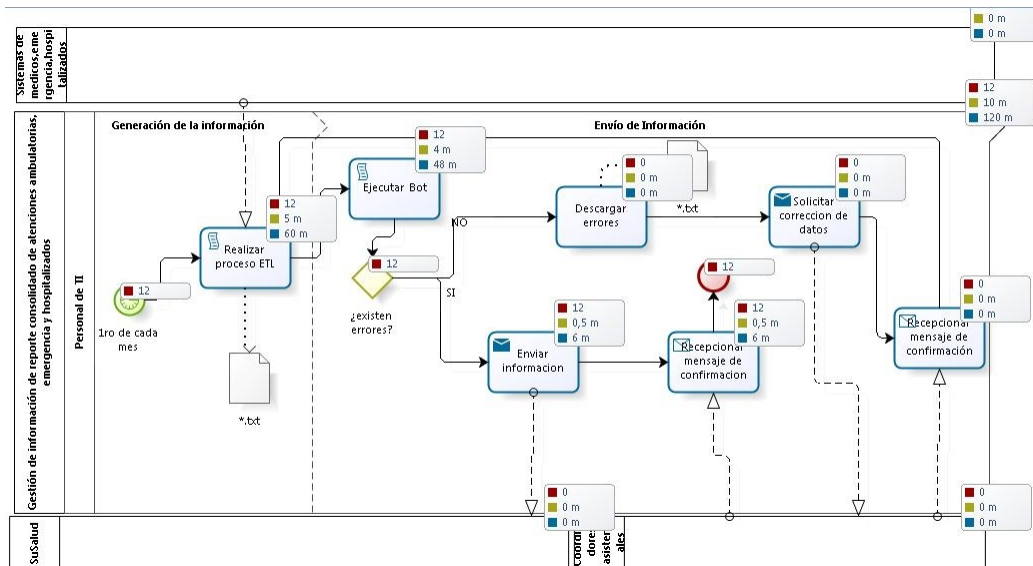 Sistemas de
medicos,eme
rgencia,hospi
talizados
0 m
0 m
12
10 m
120 m
Gestión de información de reporte consolidado de atenciones ambulatorias,
emergencia y hospitalizados
Personal de TI
Generación de la información
Envío de Información
12
1ro de cada
mes
12
5 m
60 m
Realizar
proceso ETL
*.txt
12
4 m
48 m
Ejecutar Bot
12
¿existen
errores?
NO
SI
0
0 m
0 m
Descargar
errores
*.txt
0
0 m
0 m
Solicitar
correccion de
datos
12
12
0,5 m
6 m
Enviar
informacion
12
0,5 m
6 m
Recepcionar
mensaje de
confirmacion
0
0 m
0 m
Recepcionar
mensaje de
confirmación
0
0 m
0 m
0
0 m
0 m
SuSalud
Coordi
dores
asisten
ales